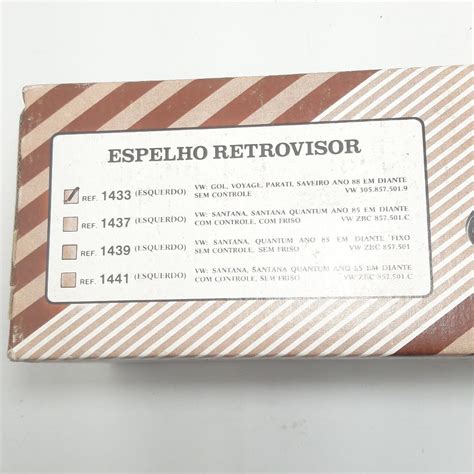 ESPELHO RETROVISOR
REF. 1433 (ESQUERDO) VW: GOL, VOYAGE, PARATI, SAVEIRO ANO 88 EM DIANTE
SEM CONTROLE VW 305.857.501.9
REF. 1437 (ESQUERDO) VW: SANTANA, SANTANA QUANTUM ANO 85 EM DIANTE
COM CONTROLE, COM FRISO VW ZBC 857.501.C
REF. 1439 (ESQUERDO) VW: SANTANA, QUANTUM ANO 85 EM DIANTE FIXO
SEM CONTROLE, SEM FRISO VW ZBC 857.501
REF. 1441 (ESQUERDO) VW: SANTANA, SANTANA QUANTUM ANO 85 EM DIANTE
COM CONTROLE, SEM FRISO VW ZBC 857.501.C